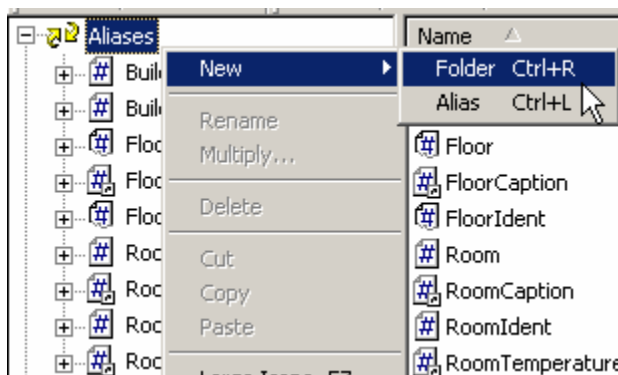 Aliases
Name
New
Folder Ctrl+R
Alias Ctrl+L
Rename
Multiply...
Delete
Cut
Copy
Paste
Floor
FloorCaption
FloorIdent
Room
RoomCaption
RoomIdent
RoomTemperature